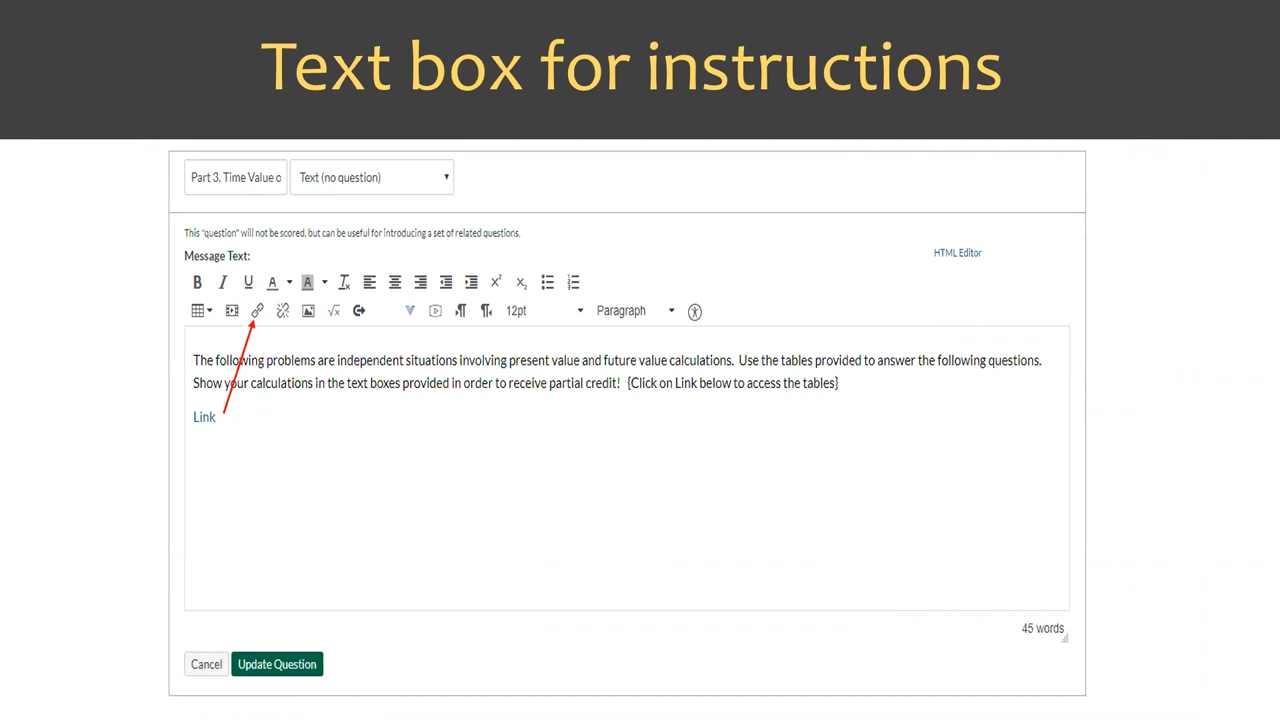 Text box for instructions
Part 3. Time Value o
Text (no question)
This "question" will not be scored, but can be useful for introducing a set of related questions.
Message Text:
HTML Editor
B I U A A Ix x² x₂
√x V 12pt Paragraph
The following problems are independent situations involving present value and future value calculations. Use the tables provided to answer the following questions.
Show your calculations in the text boxes provided in order to receive partial credit! {Click on Link below to access the tables}
Link
45 words
Cancel Update Question